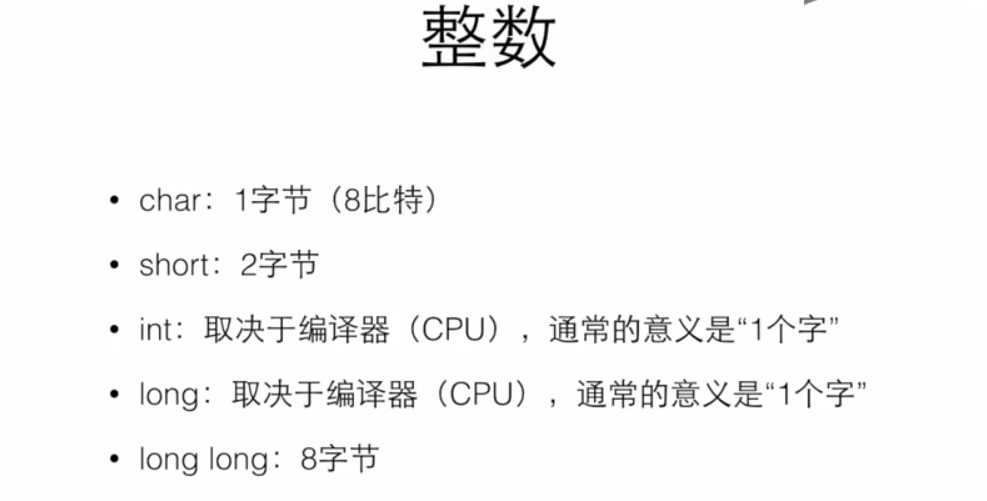 整数
• char：1字节（8比特）
• short：2字节
• int：取决于编译器（CPU），通常的意义是“1个字”
• long：取决于编译器（CPU），通常的意义是“1个字”
• long long：8字节